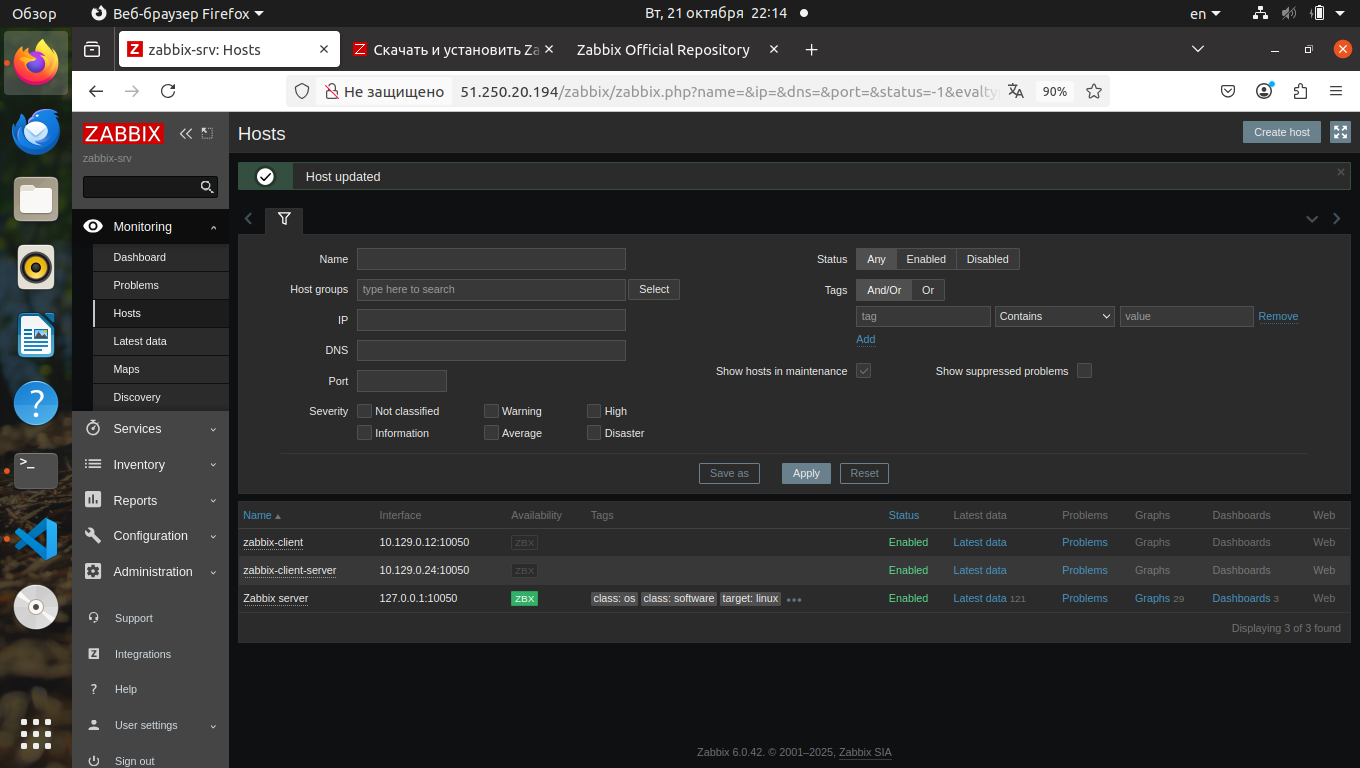 Обзор Веб-браузер Firefox Вт, 21 октября 22:14 en
zabbix-srv: Hosts Скачать и установить Za Zabbix Official Repository
Не защищено 51.250.20.194/zabbix/zabbix.php?name=&ip=&dns=&port=&status=-1&evalty 90%
ZABBIX
zabbix-srv
Monitoring
Dashboard
Problems
Hosts
Latest data
Maps
Discovery
Services
Inventory
Reports
Configuration
Administration
Support
Integrations
Help
User settings
Sign out
Hosts Create host
Host updated
Name Status Any Enabled Disabled
Host groups type here to search Select Tags And/Or Or
IP tag Contains value Remove
DNS Add
Port Show hosts in maintenance Show suppressed problems
Severity Not classified Warning High
Information Average Disaster
Save as Apply Reset
Name Interface Availability Tags Status Latest data Problems Graphs Dashboards Web
zabbix-client 10.129.0.12:10050 ZBX Enabled Latest data Problems Graphs Dashboards Web
zabbix-client-server 10.129.0.24:10050 ZBX Enabled Latest data Problems Graphs Dashboards Web
Zabbix server 127.0.0.1:10050 ZBX class: os class: software target: linux ••• Enabled Latest data 121 Problems Graphs 29 Dashboards 3 Web
Displaying 3 of 3 found
Zabbix 6.0.42. © 2001–2025, Zabbix SIA